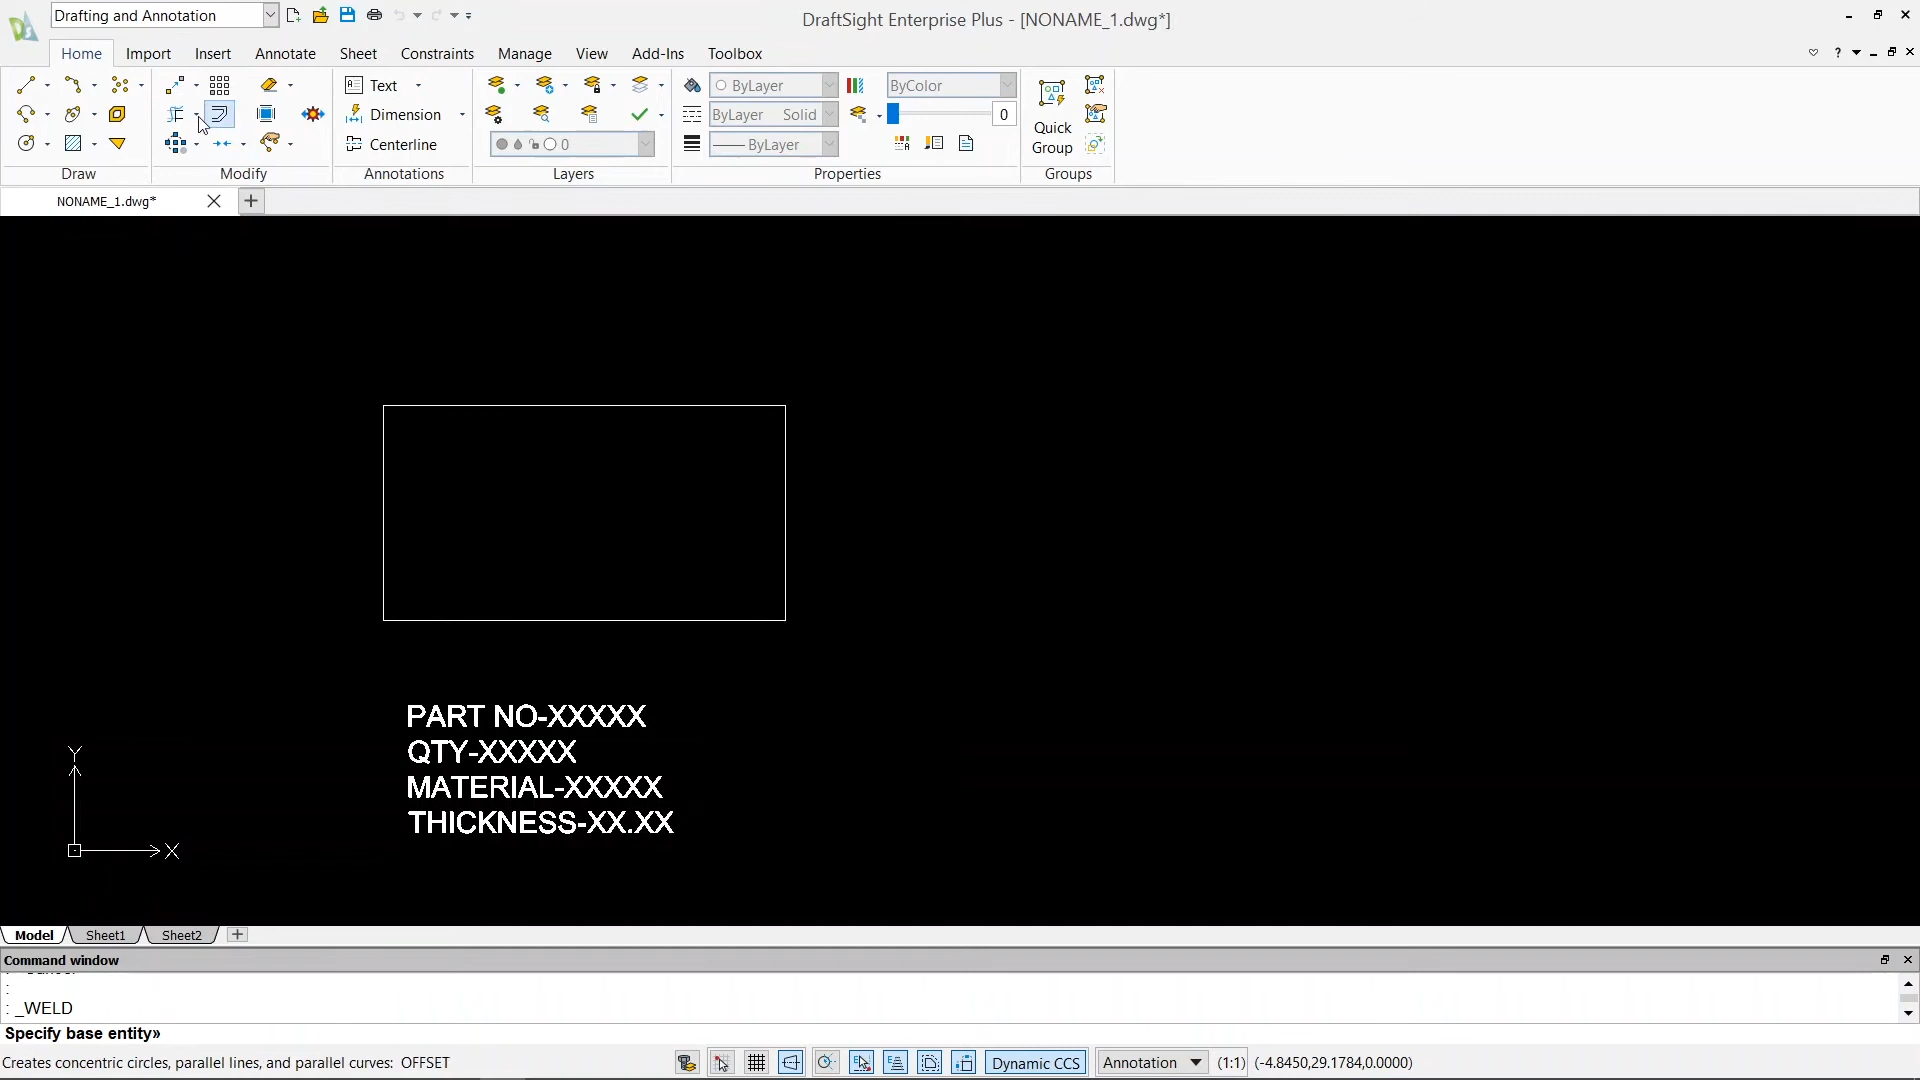 Drafting and Annotation
DraftSight Enterprise Plus - [NONAME_1.dwg*]
Home Import Insert Annotate Sheet Constraints Manage View Add-Ins Toolbox
?
Text
Dimension
Centerline
0
ByLayer
ByLayer Solid
ByLayer
ByColor
0
Quick
Group
Draw Modify Annotations Layers Properties Groups
NONAME_1.dwg*
PART NO-XXXXX
QTY-XXXXX
MATERIAL-XXXXX
THICKNESS-XX.XX
Y
X
Model Sheet1 Sheet2
Command window
:
: _WELD
Specify base entity»
Creates concentric circles, parallel lines, and parallel curves: OFFSET
Dynamic CCS Annotation (1:1) (-4.8450,29.1784,0.0000)